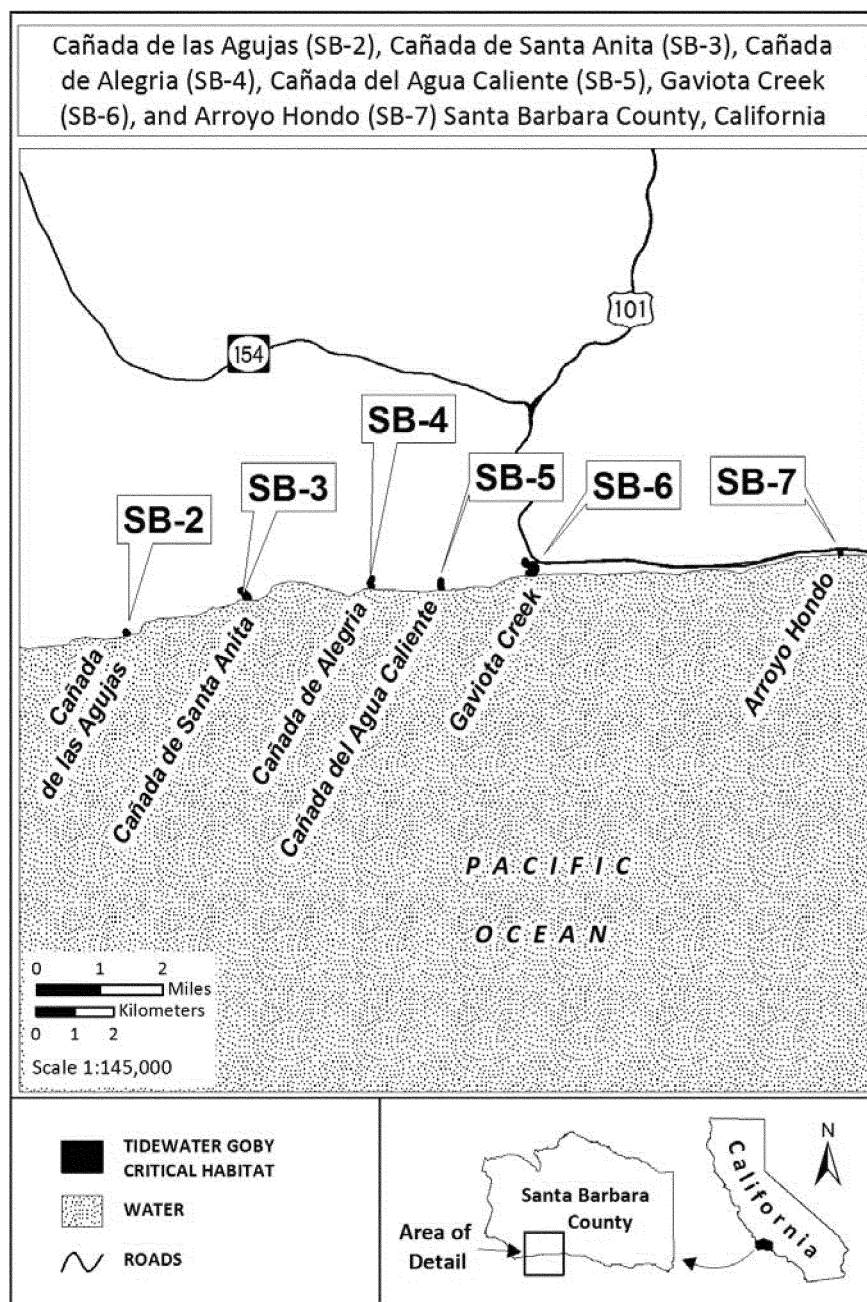 Cañada de las Agujas (SB-2), Cañada de Santa Anita (SB-3), Cañada
de Alegria (SB-4), Cañada del Agua Caliente (SB-5), Gaviota Creek
(SB-6), and Arroyo Hondo (SB-7) Santa Barbara County, California
101
154
SB-4
SB-3
SB-5
SB-6
SB-7
SB-2
Cañada
de las Agujas
Cañada de Santa Anita
Cañada de Alegria
Cañada del Agua Caliente
Gaviota Creek
Arroyo Hondo
PACIFIC
OCEAN
0 1 2
Miles
Kilometers
0 1 2
Scale 1:145,000
TIDEWATER GOBY
CRITICAL HABITAT
WATER
ROADS
Santa Barbara
County
Area of
Detail
California
N